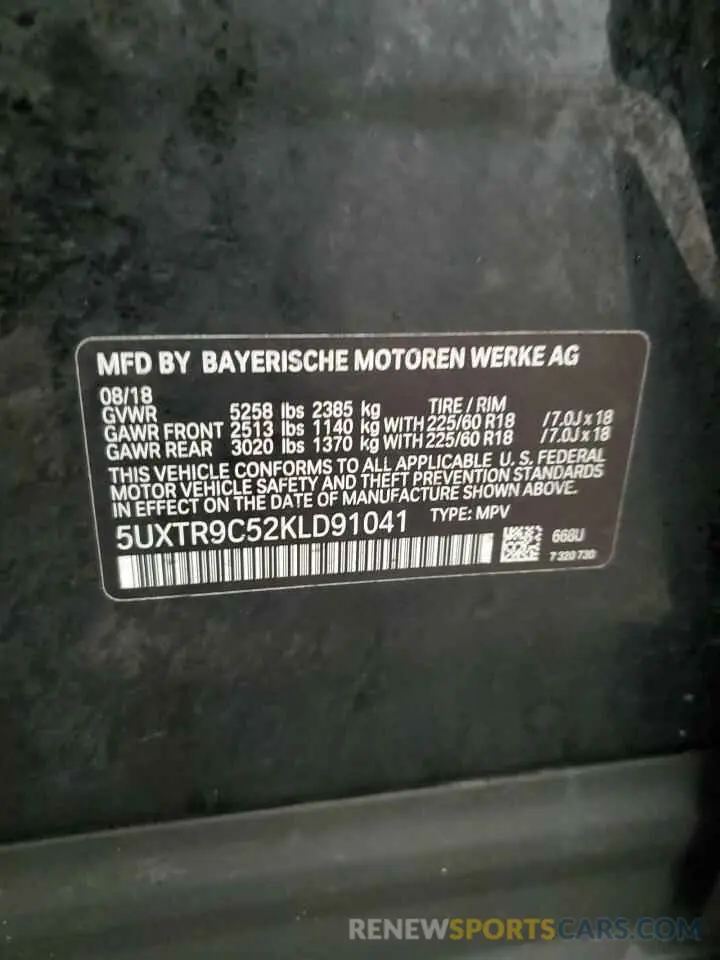 MFD BY BAYERISCHE MOTOREN WERKE AG
08/18
GVWR 5258 lbs 2385 kg TIRE / RIM
GAWR FRONT 2513 lbs 1140 kg WITH 225/60 R18 /7.0J x 18
GAWR REAR 3020 lbs 1370 kg WITH 225/60 R18 /7.0J x 18
THIS VEHICLE CONFORMS TO ALL APPLICABLE U. S. FEDERAL
MOTOR VEHICLE SAFETY AND THEFT PREVENTION STANDARDS
IN EFFECT ON THE DATE OF MANUFACTURE SHOWN ABOVE.
5UXTR9C52KLD91041 TYPE: MPV
668U
7 320 730
RENEWSPORTSCARS.COM